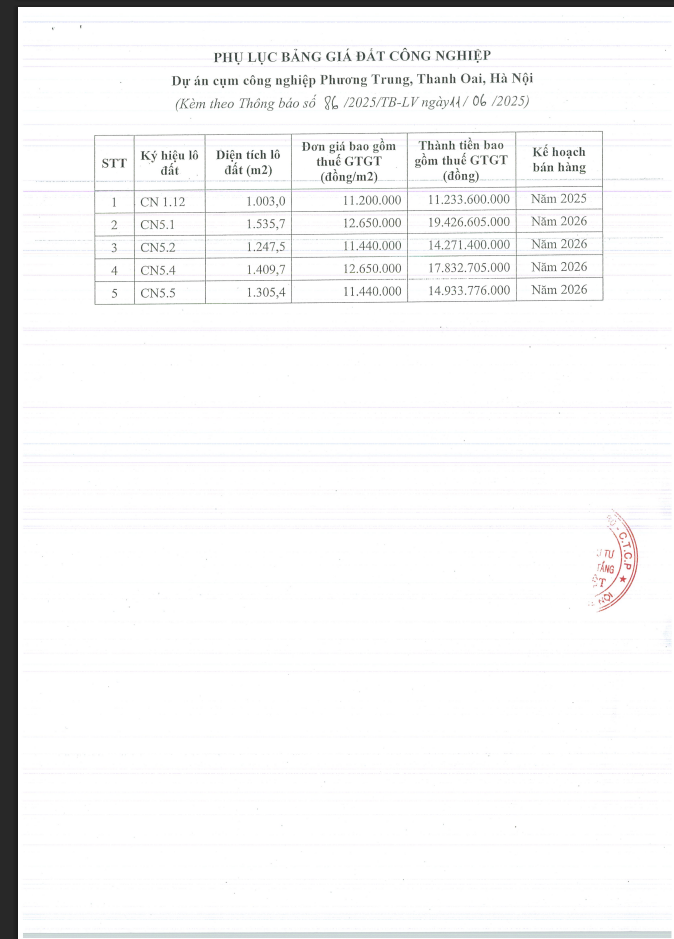 PHỤ LỤC BẢNG GIÁ ĐẤT CÔNG NGHIỆP
Dự án cụm công nghiệp Phương Trung, Thanh Oai, Hà Nội
(Kèm theo Thông báo số 86 /2025/TB-LV ngày 11/ 06 /2025)
STT Ký hiệu lô đất Diện tích lô đất (m2) Đơn giá bao gồm thuế GTGT (đồng/m2) Thành tiền bao gồm thuế GTGT (đồng) Kế hoạch bán hàng
1 CN 1.12 1.003,0 11.200.000 11.233.600.000 Năm 2025
2 CN5.1 1.535,7 12.650.000 19.426.605.000 Năm 2026
3 CN5.2 1.247,5 11.440.000 14.271.400.000 Năm 2026
4 CN5.4 1.409,7 12.650.000 17.832.705.000 Năm 2026
5 CN5.5 1.305,4 11.440.000 14.933.776.000 Năm 2026
C.T.C.P
TƯ
TẦNG
NỘI